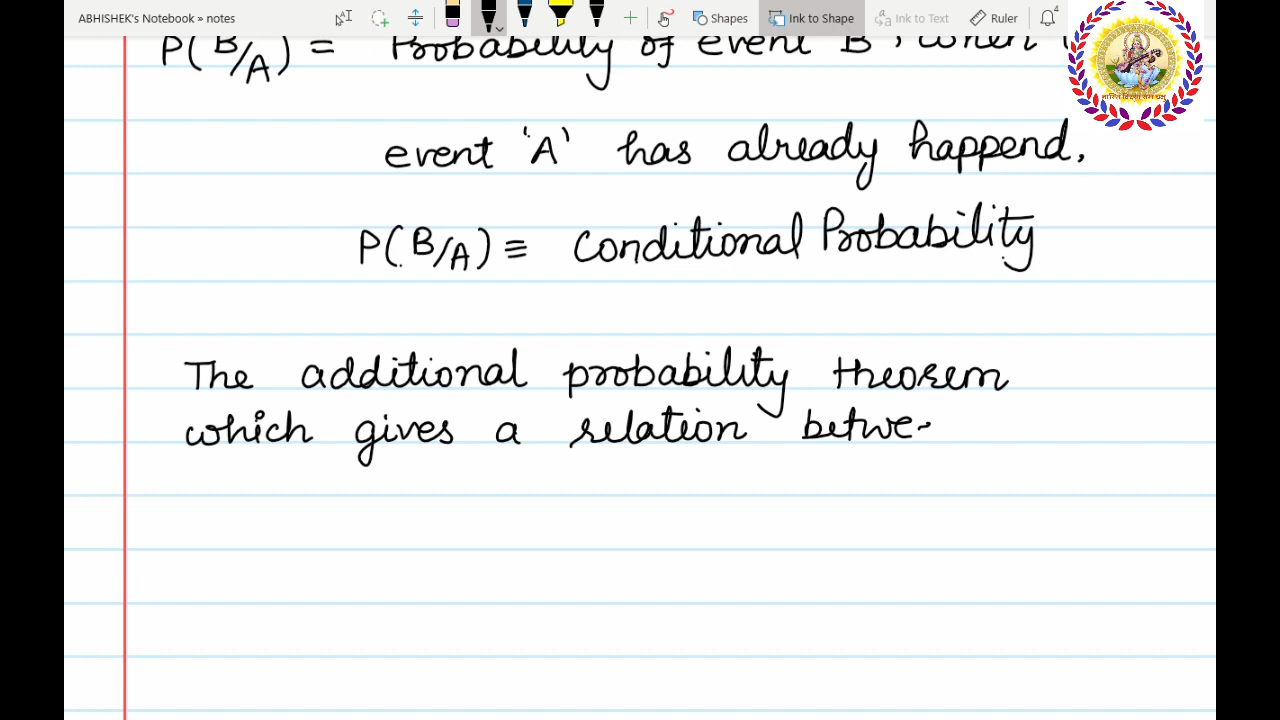 ABHISHEK's Notebook » notes
Shapes
Ink to Shape
Ink to Text
Ruler
P(B/A) = Probability of event B, when
event 'A' has already happend.
P(B/A) ≡ Conditional Probability
The additional probability theorem
which gives a relation betwe